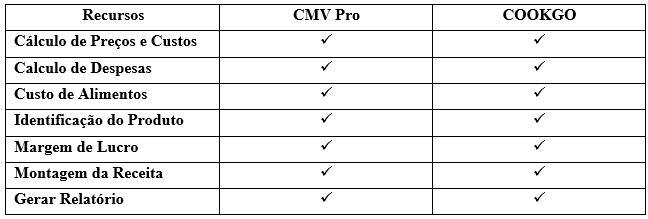 Recursos CMV Pro COOKGO
Cálculo de Preços e Custos ✓ ✓
Calculo de Despesas ✓ ✓
Custo de Alimentos ✓ ✓
Identificação do Produto ✓ ✓
Margem de Lucro ✓ ✓
Montagem da Receita ✓ ✓
Gerar Relatório ✓ ✓